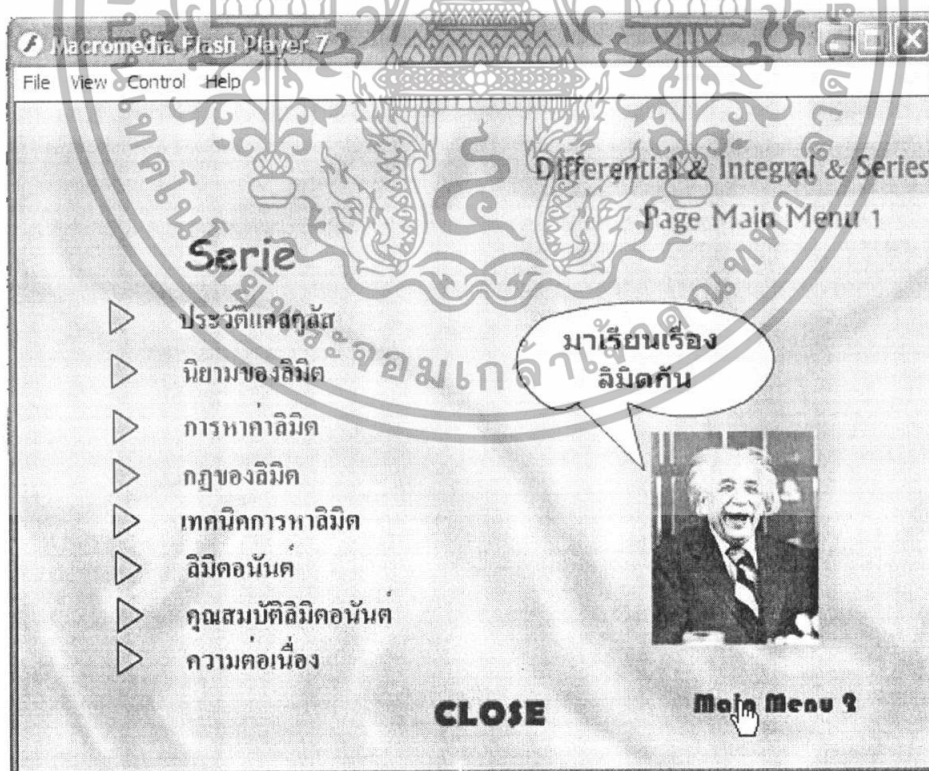 Macromedia Flash Player 7
File View Control Help
Differential & Integral & Series
Page Main Menu 1
Serie
ประวัติแคลกูลัส
นิยามของลิมิต
การหาค่าลิมิต
กฎของลิมิต
เทคนิคการหาลิมิต
ลิมิตอนันต์
คุณสมบัติลิมิตอนันต์
ความต่อเนื่อง
มาเรียนเรื่อง
ลิมิตกัน
CLOSE
Main Menu 2